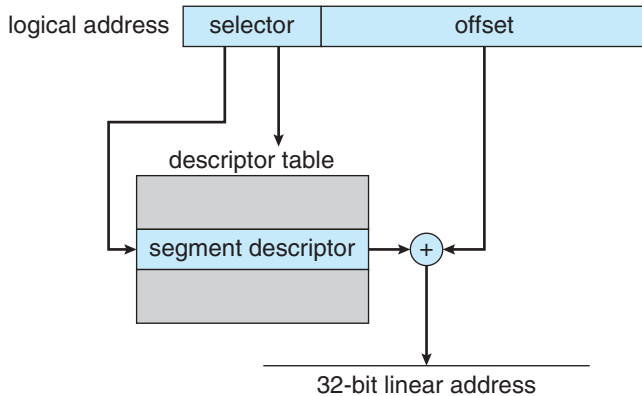 logical address selector offset
descriptor table
segment descriptor +
32-bit linear address